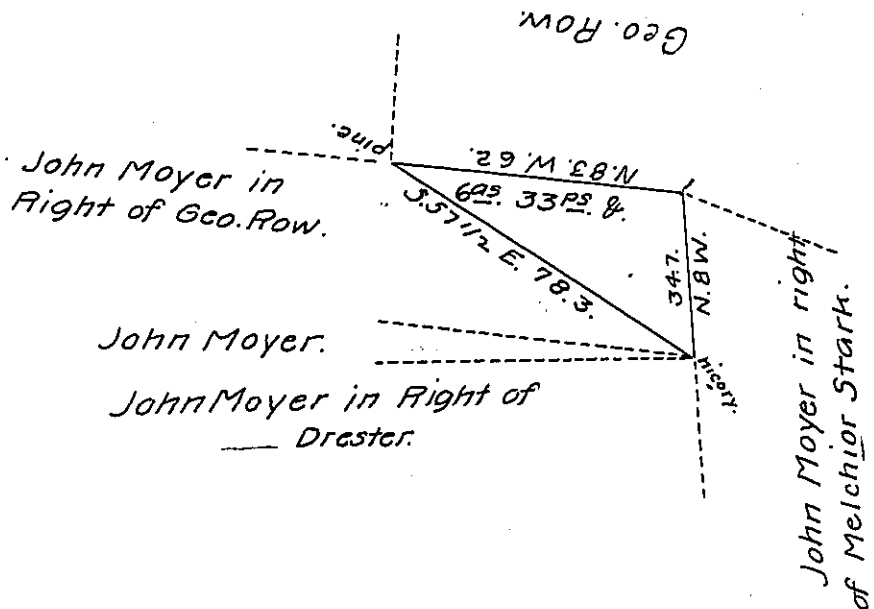 Geo. Row.
Pine.
John Moyer in
Right of Geo. Row.
N.83. W. 62.
6as. 33ps. &.
S.57 1/2 E. 78.3.
34.7.
N.8 W.
John Moyer.
hicory.
John Moyer in Right of
___ Drester.
John Moyer in right
of Melchior Stark.